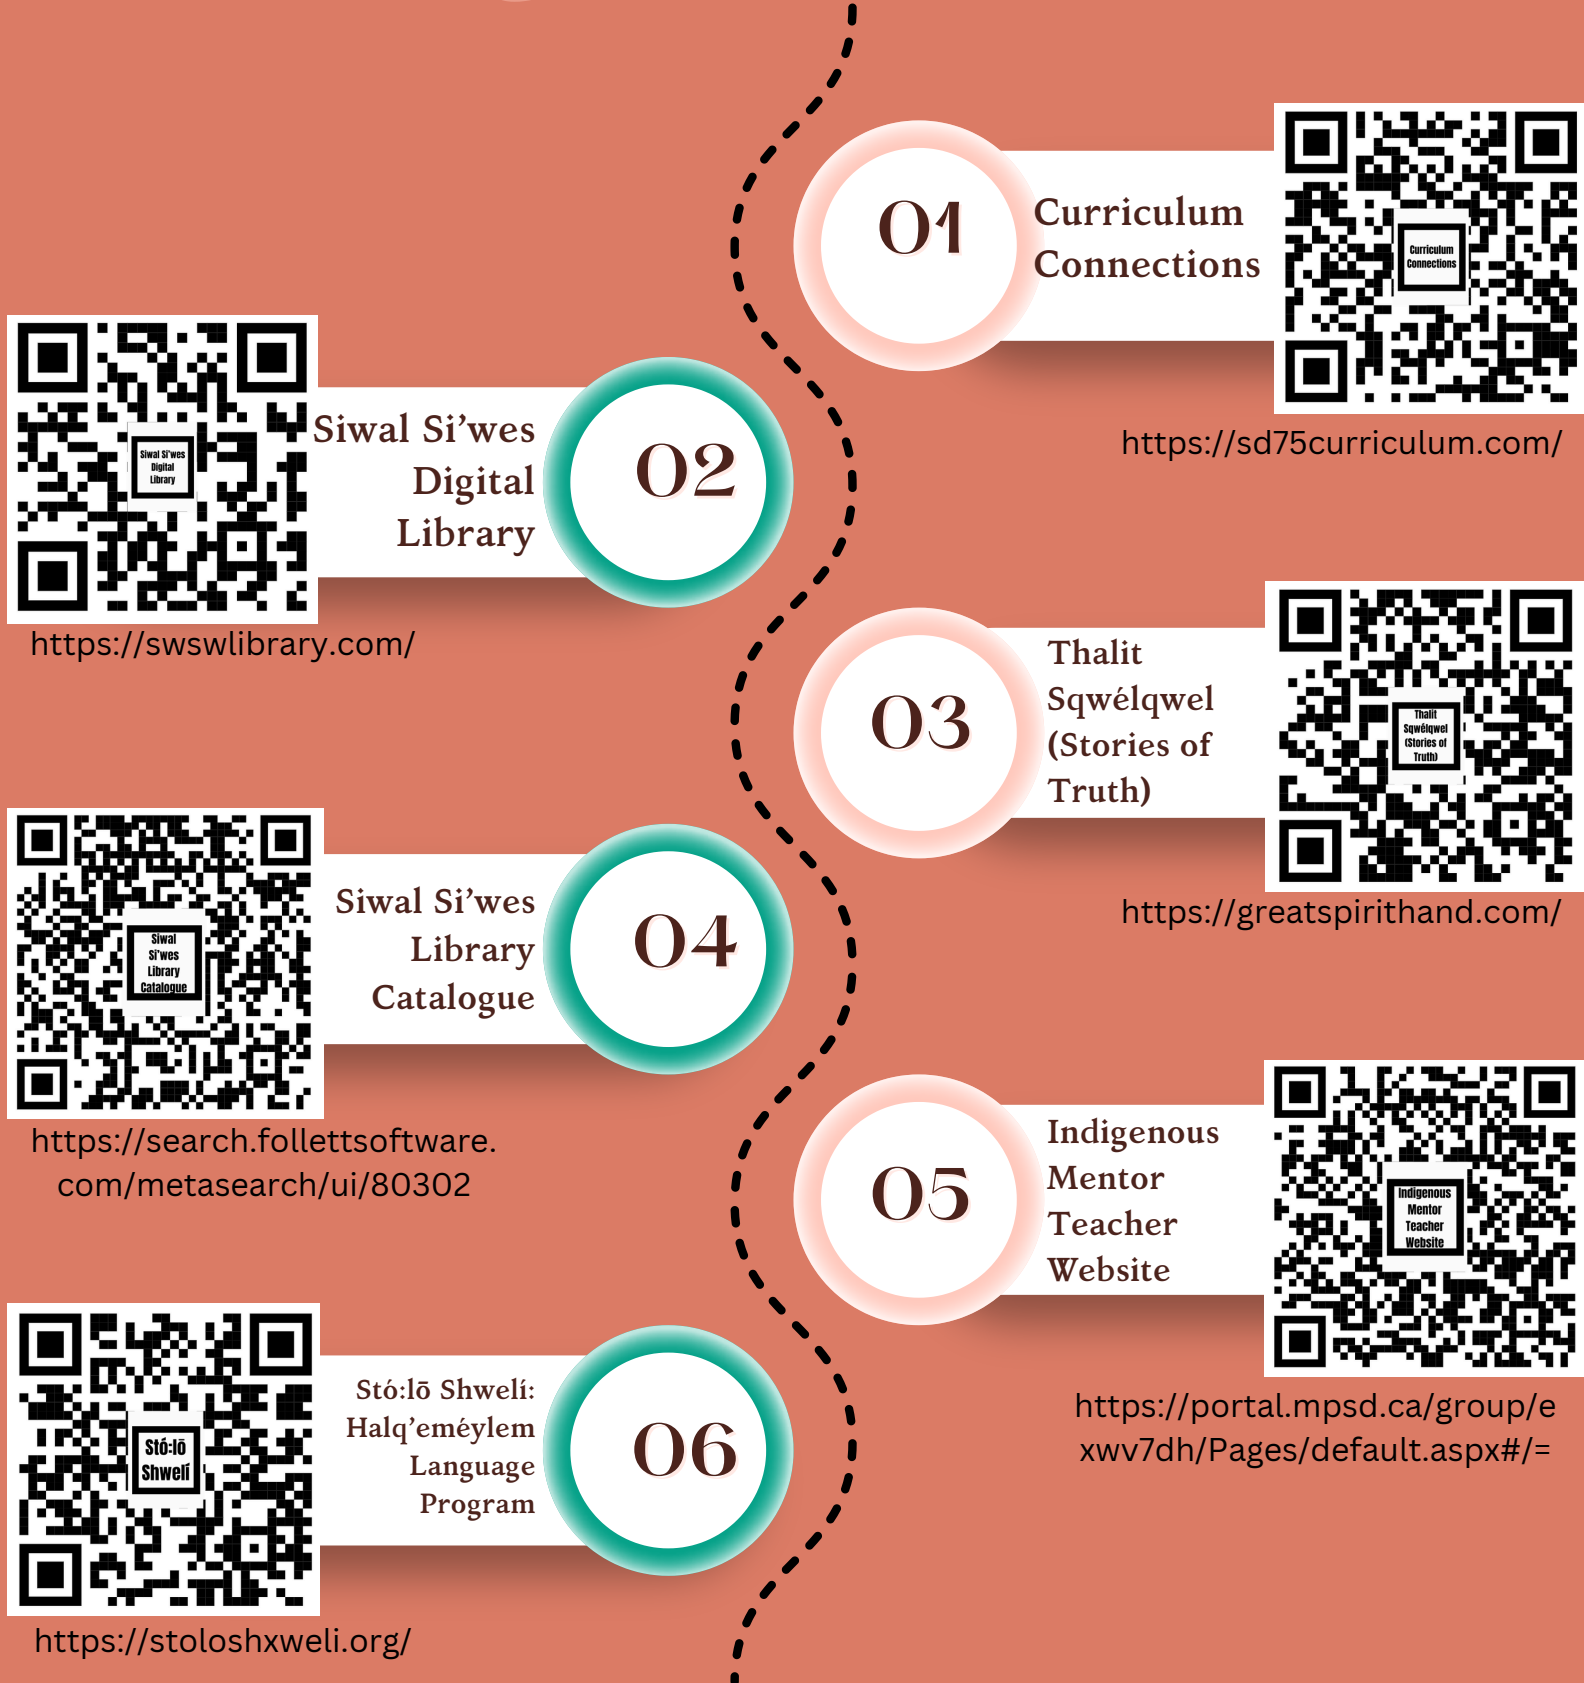 01
Curriculum
Connections
Curriculum
Connections
https://sd75curriculum.com/
Siwal Si'wes
Digital
Library
Siwal Si’wes
Digital
Library
02
https://swswlibrary.com/
03
Thalit
Sqwélqwel
(Stories of
Truth)
Thalit
Sqwélqwel
(Stories of
Truth)
https://greatspirithand.com/
Siwal
Si'wes
Library
Catalogue
Siwal Si’wes
Library
Catalogue
04
https://search.follettsoftware.
com/metasearch/ui/80302
05
Indigenous
Mentor
Teacher
Website
Indigenous
Mentor
Teacher
Website
https://portal.mpsd.ca/group/e
xwv7dh/Pages/default.aspx#/=
Stó:lō
Shwelí
Stó:lō Shwelí:
Halq’eméylem
Language
Program
06
https://stoloshxweli.org/